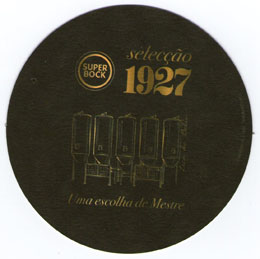 SUPER
BOCK
selecção
1927
Uma escolha de Mestre